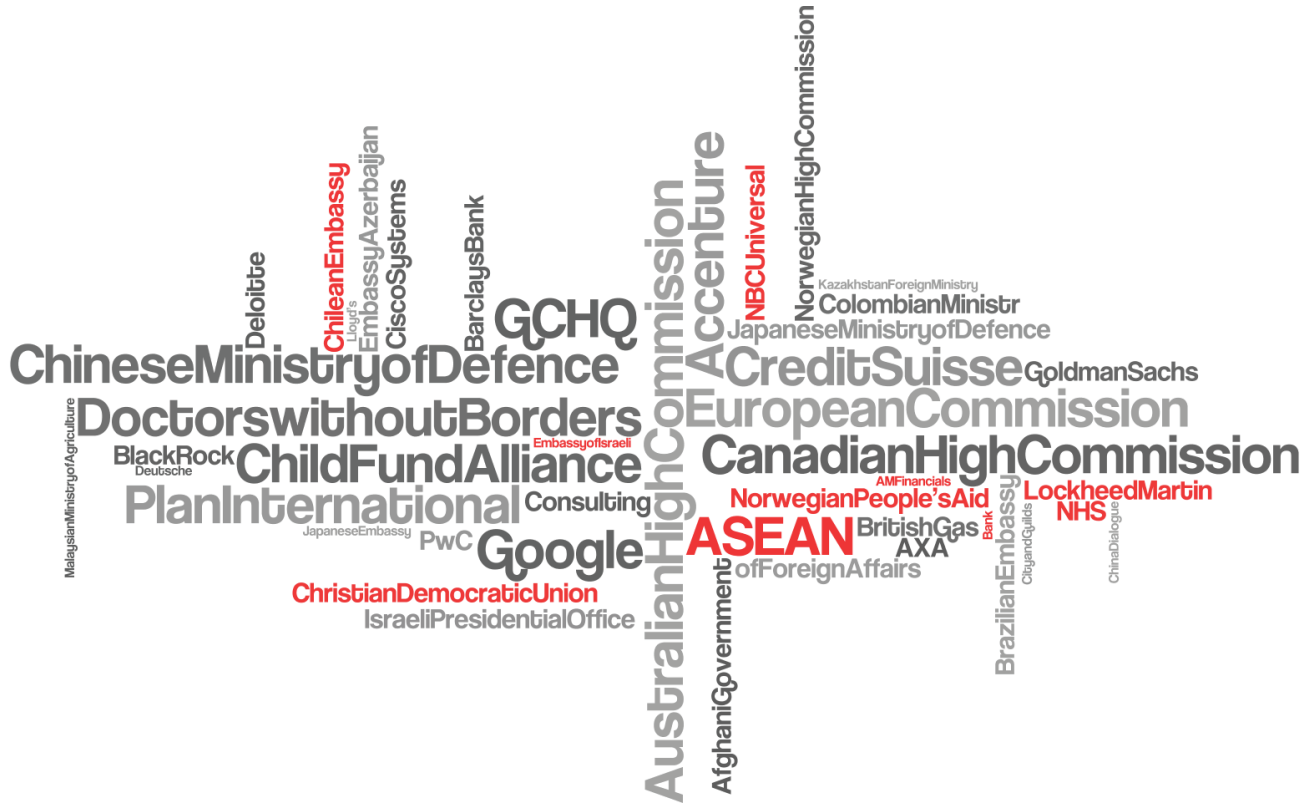 NorwegianHighCommission
EmbassyAzerbaijan
Accenture
ChileanEmbassy
NBCUniversal
CiscoSystems
AustralianHighCommission
BarclaysBank
Deloitte
Lloyd's
KazakhstanForeignMinistry
GCHQ
ColombianMinistr
JapaneseMinistryofDefence
ChineseMinistryofDefence
CreditSuisse
GoldmanSachs
MalaysianMinistryofAgriculture
DoctorswithoutBorders
EuropeanCommission
EmbassyofIsraeli
BlackRock
Deutsche
ChildFundAlliance
CanadianHighCommission
AMFinancials
PlanInternational
Consulting
NorwegianPeople'sAid
BrazilianEmbassy
LockheedMartin
NHS
JapaneseEmbassy
PwC
Google
ASEAN
BritishGas
Bank
CityandGuilds
ChinaDialogue
AXA
ofForeignAffairs
AfghaniGovernment
ChristianDemocraticUnion
IsraeliPresidentialOffice